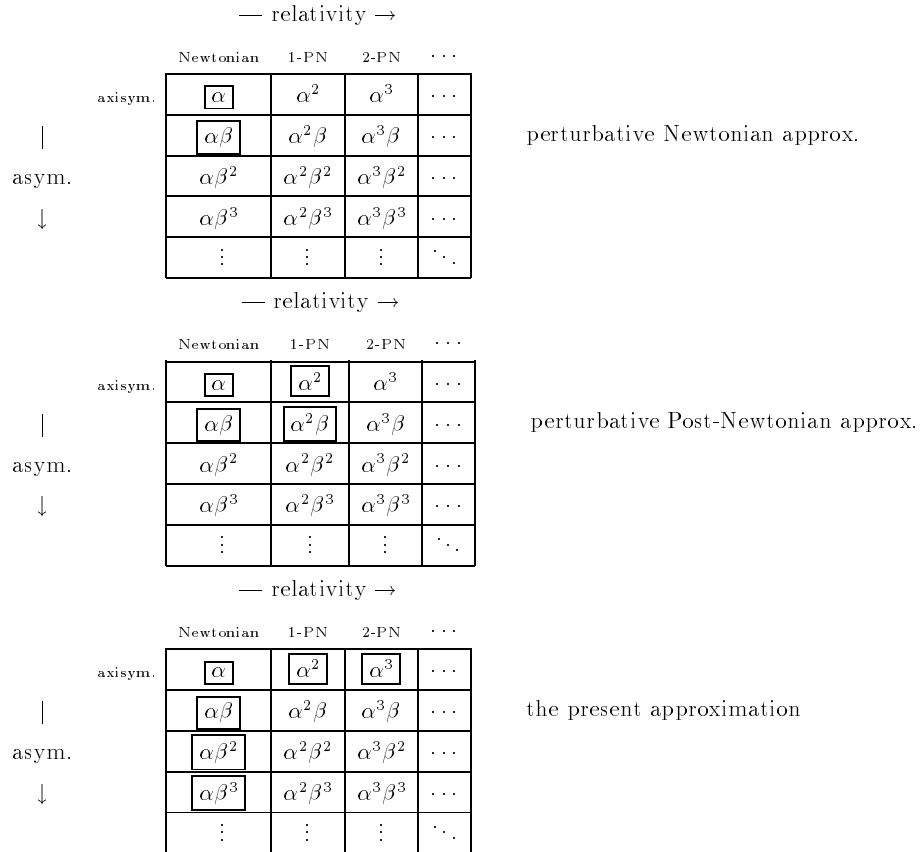 — relativity →
Newtonian 1-PN 2-PN ···
axisym. α α² α³ ···
| αβ α²β α³β ··· perturbative Newtonian approx.
asym. αβ² α²β² α³β² ···
↓ αβ³ α²β³ α³β³ ···
⋮ ⋮ ⋮ ⋱
— relativity →
Newtonian 1-PN 2-PN ···
axisym. α α² α³ ···
| αβ α²β α³β ··· perturbative Post-Newtonian approx.
asym. αβ² α²β² α³β² ···
↓ αβ³ α²β³ α³β³ ···
⋮ ⋮ ⋮ ⋱
— relativity →
Newtonian 1-PN 2-PN ···
axisym. α α² α³ ···
| αβ α²β α³β ··· the present approximation
asym. αβ² α²β² α³β² ···
↓ αβ³ α²β³ α³β³ ···
⋮ ⋮ ⋮ ⋱